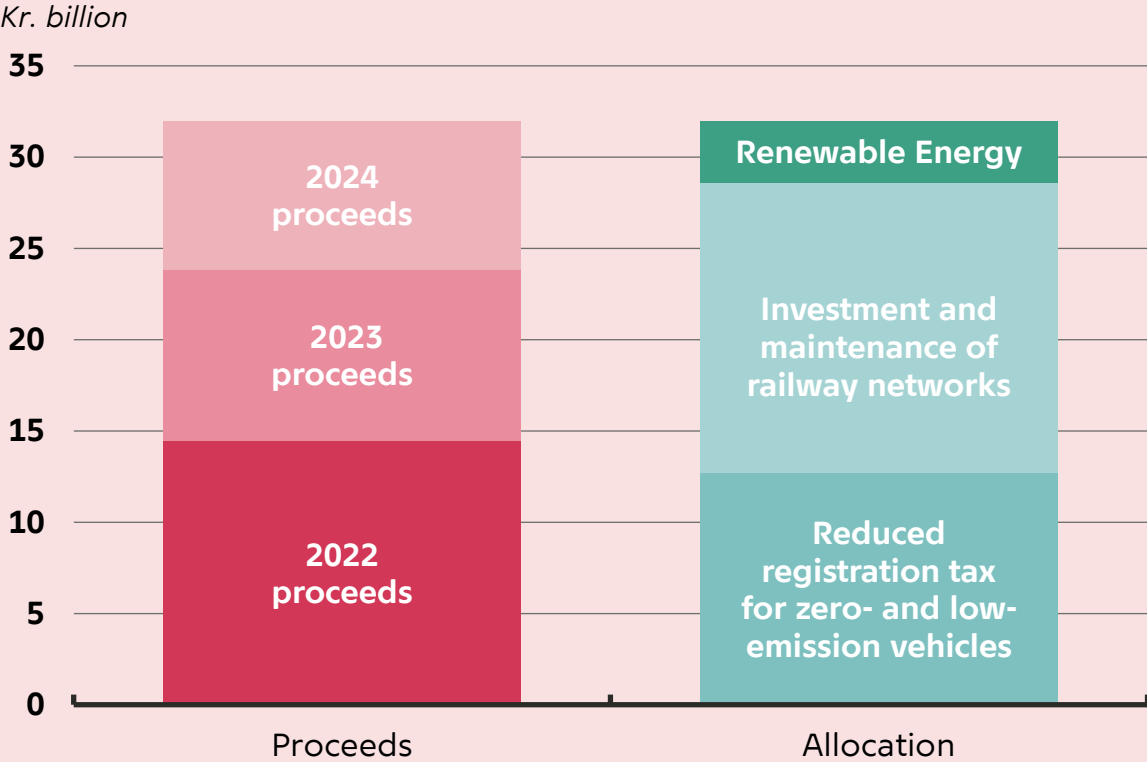 Kr. billion
35
30
25
20
15
10
5
0
2024
proceeds
2023
proceeds
2022
proceeds
Renewable Energy
Investment and
maintenance of
railway networks
Reduced
registration tax
for zero- and low-
emission vehicles
Proceeds
Allocation